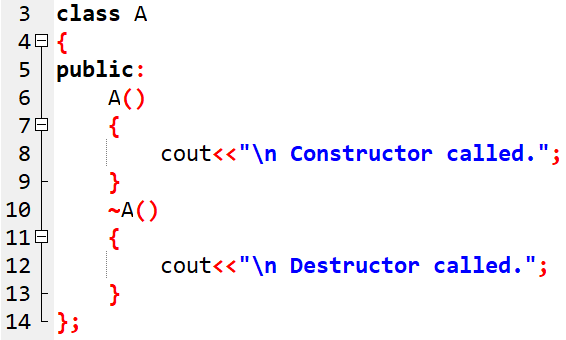 3 class A
4 {
5 public:
6 A()
7 {
8 cout<<"\n Constructor called.";
9 }
10 ~A()
11 {
12 cout<<"\n Destructor called.";
13 }
14 };